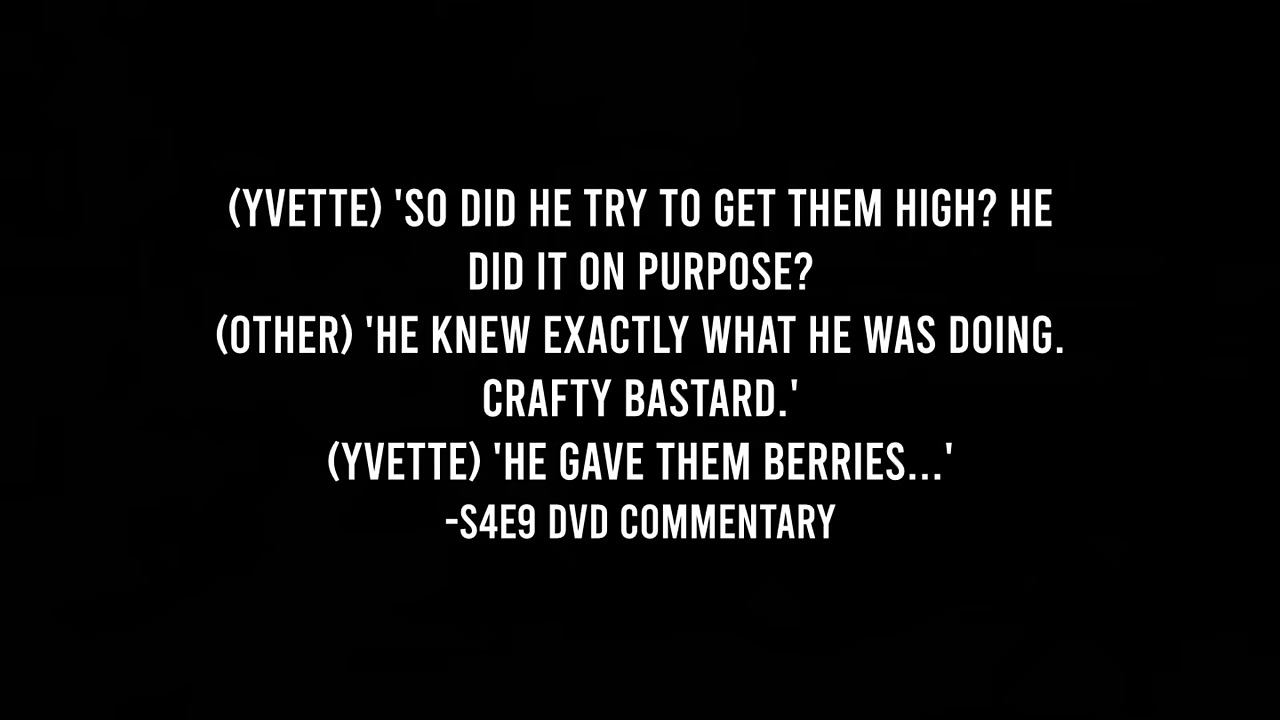 (YVETTE) 'SO DID HE TRY TO GET THEM HIGH? HE
DID IT ON PURPOSE?
(OTHER) 'HE KNEW EXACTLY WHAT HE WAS DOING.
CRAFTY BASTARD.'
(YVETTE) 'HE GAVE THEM BERRIES...'
-S4E9 DVD COMMENTARY